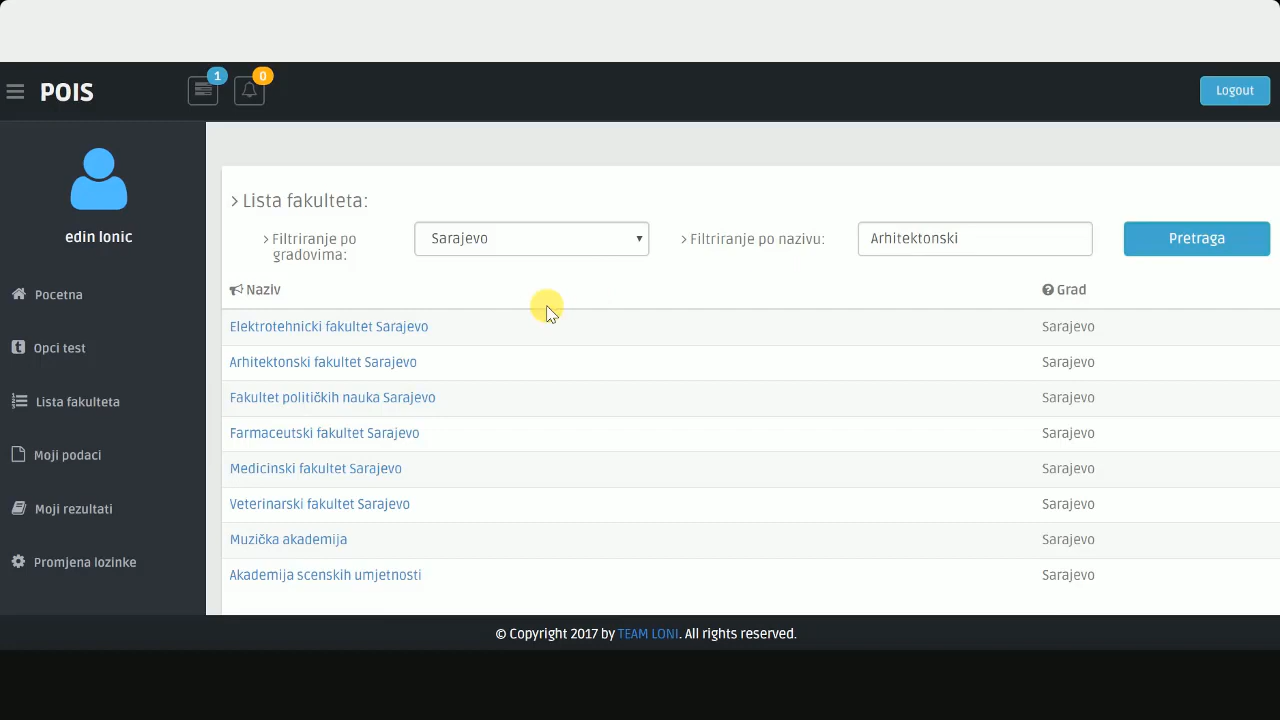 POIS
1
0
Logout
edin lonic
Pocetna
Opci test
Lista fakulteta
Moji podaci
Moji rezultati
Promjena lozinke
Lista fakulteta:
Filtriranje po
gradovima:
Sarajevo
Filtriranje po nazivu:
Arhitektonski
Pretraga
Naziv Grad
Elektrotehnicki fakultet Sarajevo Sarajevo
Arhitektonski fakultet Sarajevo Sarajevo
Fakultet političkih nauka Sarajevo Sarajevo
Farmaceutski fakultet Sarajevo Sarajevo
Medicinski fakultet Sarajevo Sarajevo
Veterinarski fakultet Sarajevo Sarajevo
Muzička akademija Sarajevo
Akademija scenskih umjetnosti Sarajevo
© Copyright 2017 by TEAM LONI. All rights reserved.